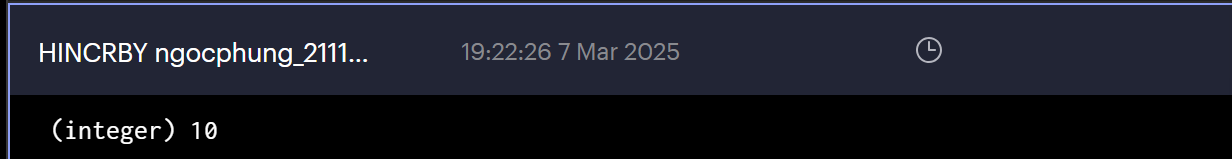 HINCRBY ngocphung_2111... 19:22:26 7 Mar 2025
(integer) 10